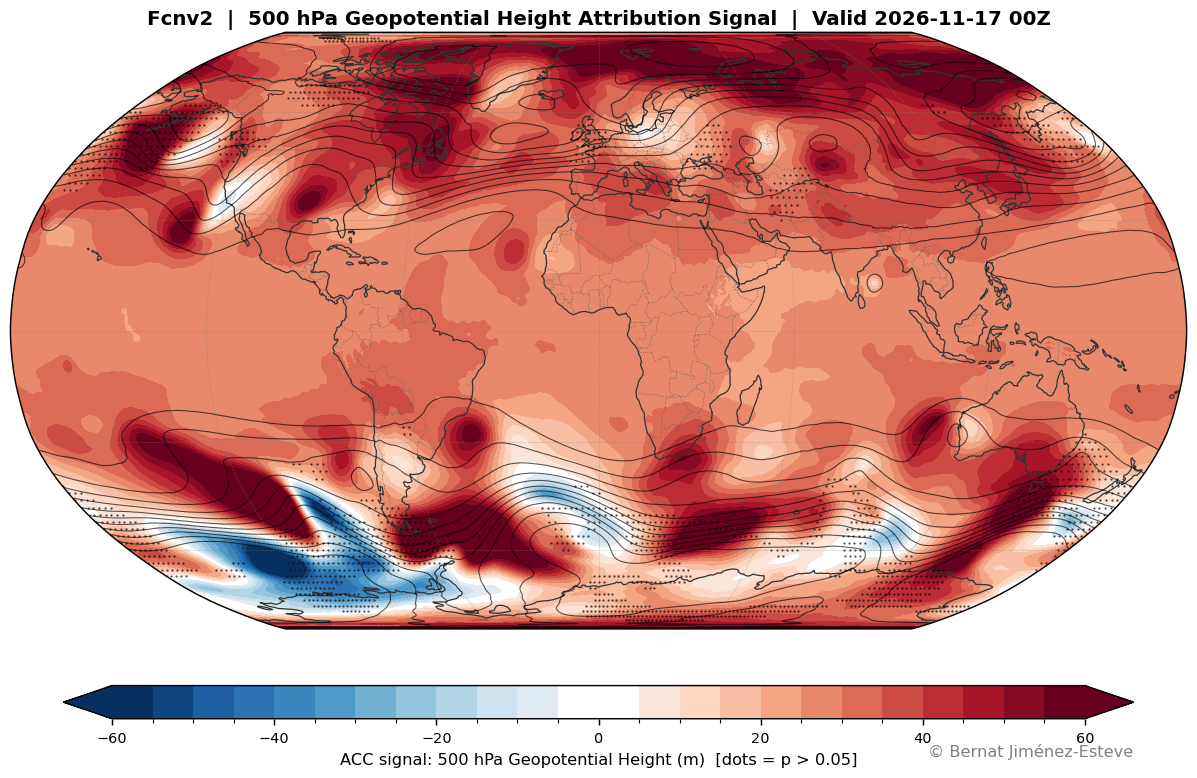 Fcnv2 | 500 hPa Geopotential Height Attribution Signal | Valid 2026-11-17 00Z
−60 −40 −20 0 20 40 60
ACC signal: 500 hPa Geopotential Height (m) [dots = p > 0.05]
© Bernat Jiménez-Esteve